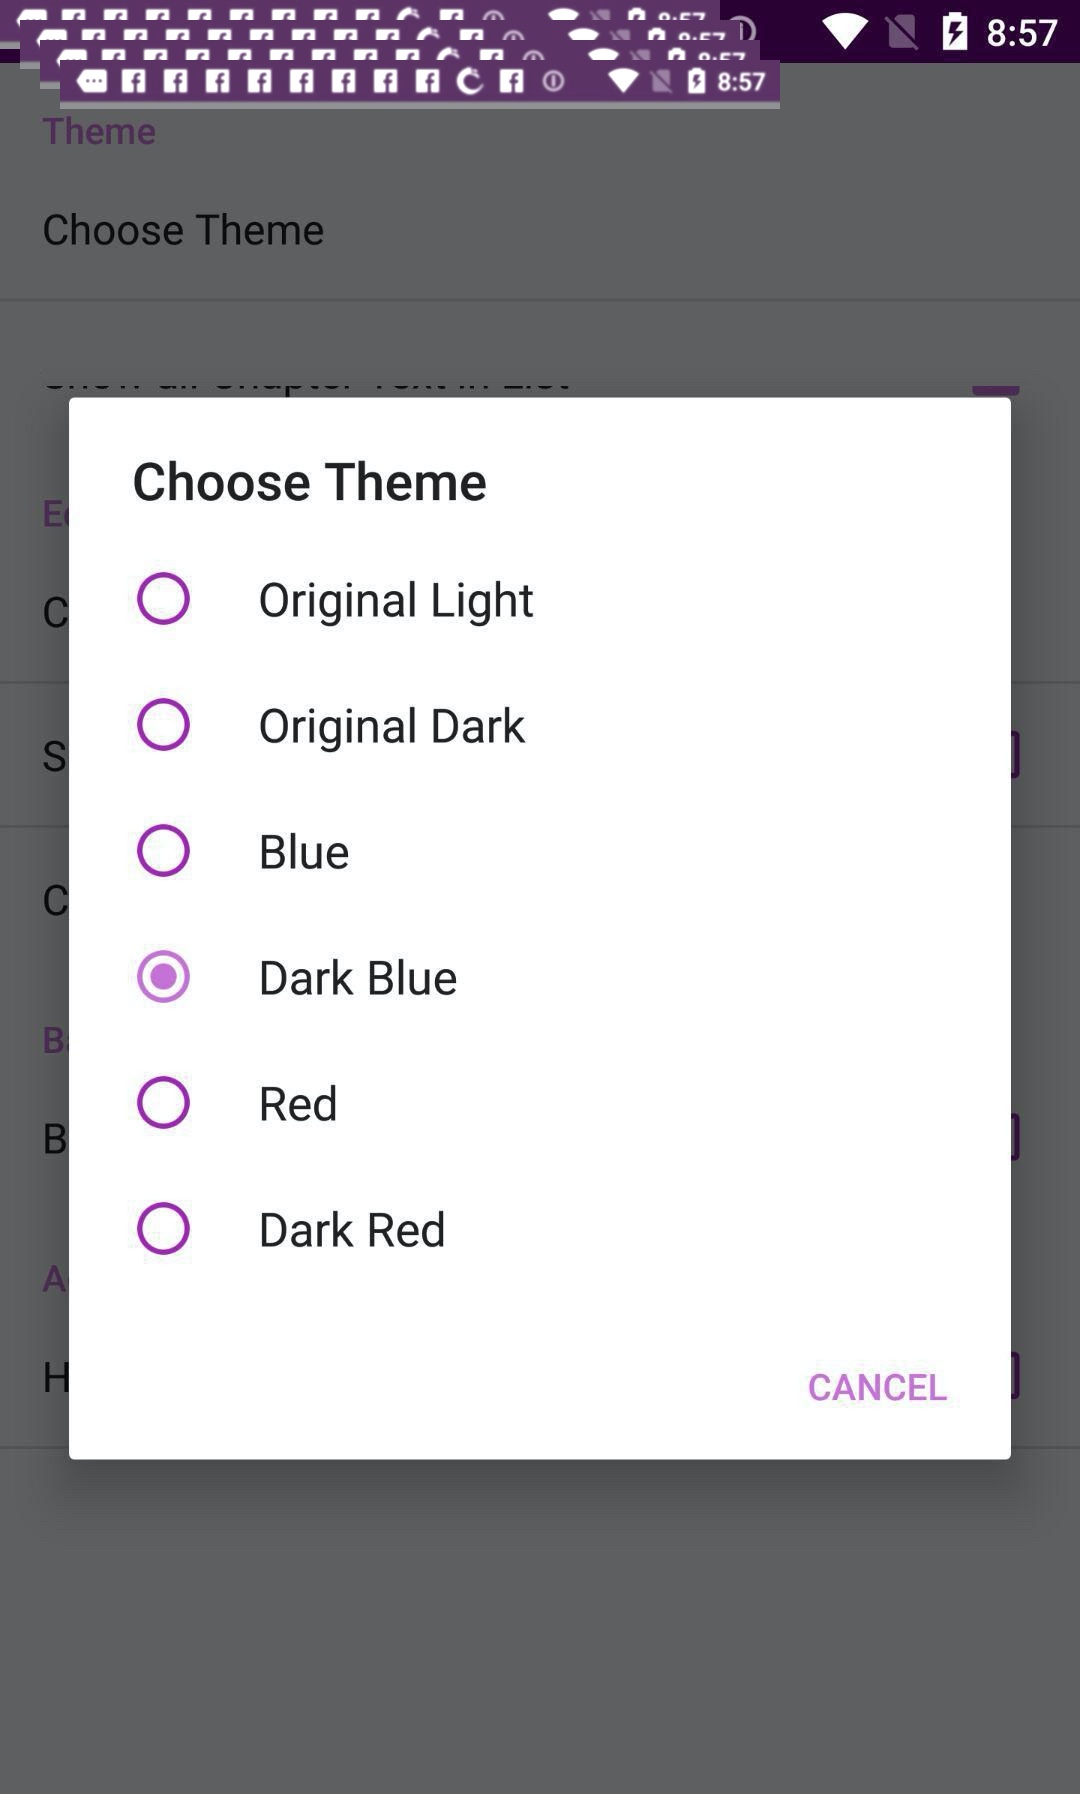 8:57
8:57
Theme
Choose Theme
Choose Theme
Original Light
Original Dark
Blue
Dark Blue
Red
Dark Red
CANCEL